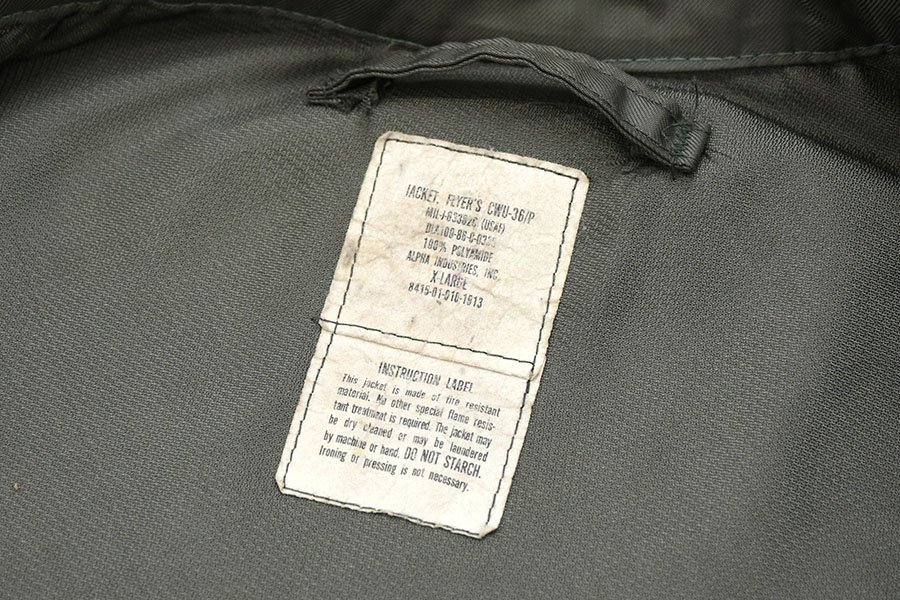 JACKET, FLYER'S CWU-36/P
MIL-J-83382C (USAF)
100% POLYAMIDE
ALPHA INDUSTRIES, INC.
X-LARGE
8415-01-010-1913
INSTRUCTION LABEL
This jacket is made of fire resistant
material. No other special flame resis-
tant treatment is required. The jacket may
be dry cleaned or may be laundered
by machine or hand. DO NOT STARCH.
Ironing or pressing is not necessary.